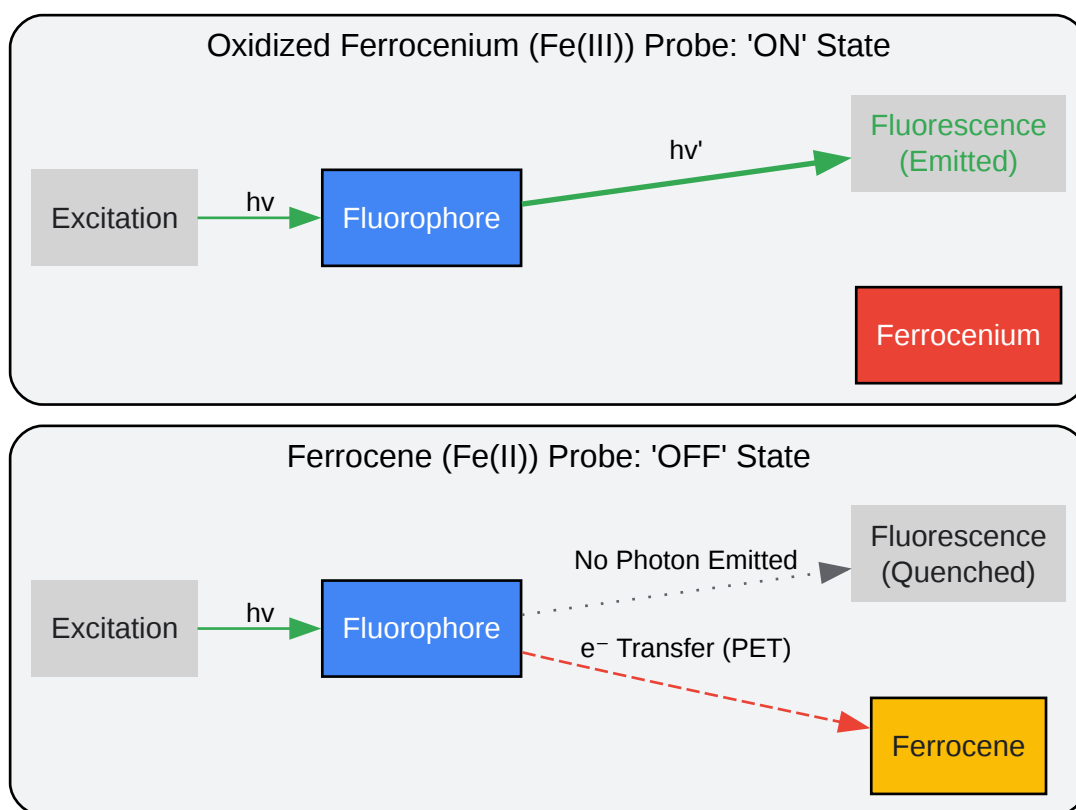 Oxidized Ferrocenium (Fe(III)) Probe: 'ON' State
Fluorescence
(Emitted)
hv'
Excitation
hv
Fluorophore
Ferrocenium
Ferrocene (Fe(II)) Probe: 'OFF' State
Fluorescence
(Quenched)
No Photon Emitted
Excitation
hv
Fluorophore
e⁻ Transfer (PET)
Ferrocene